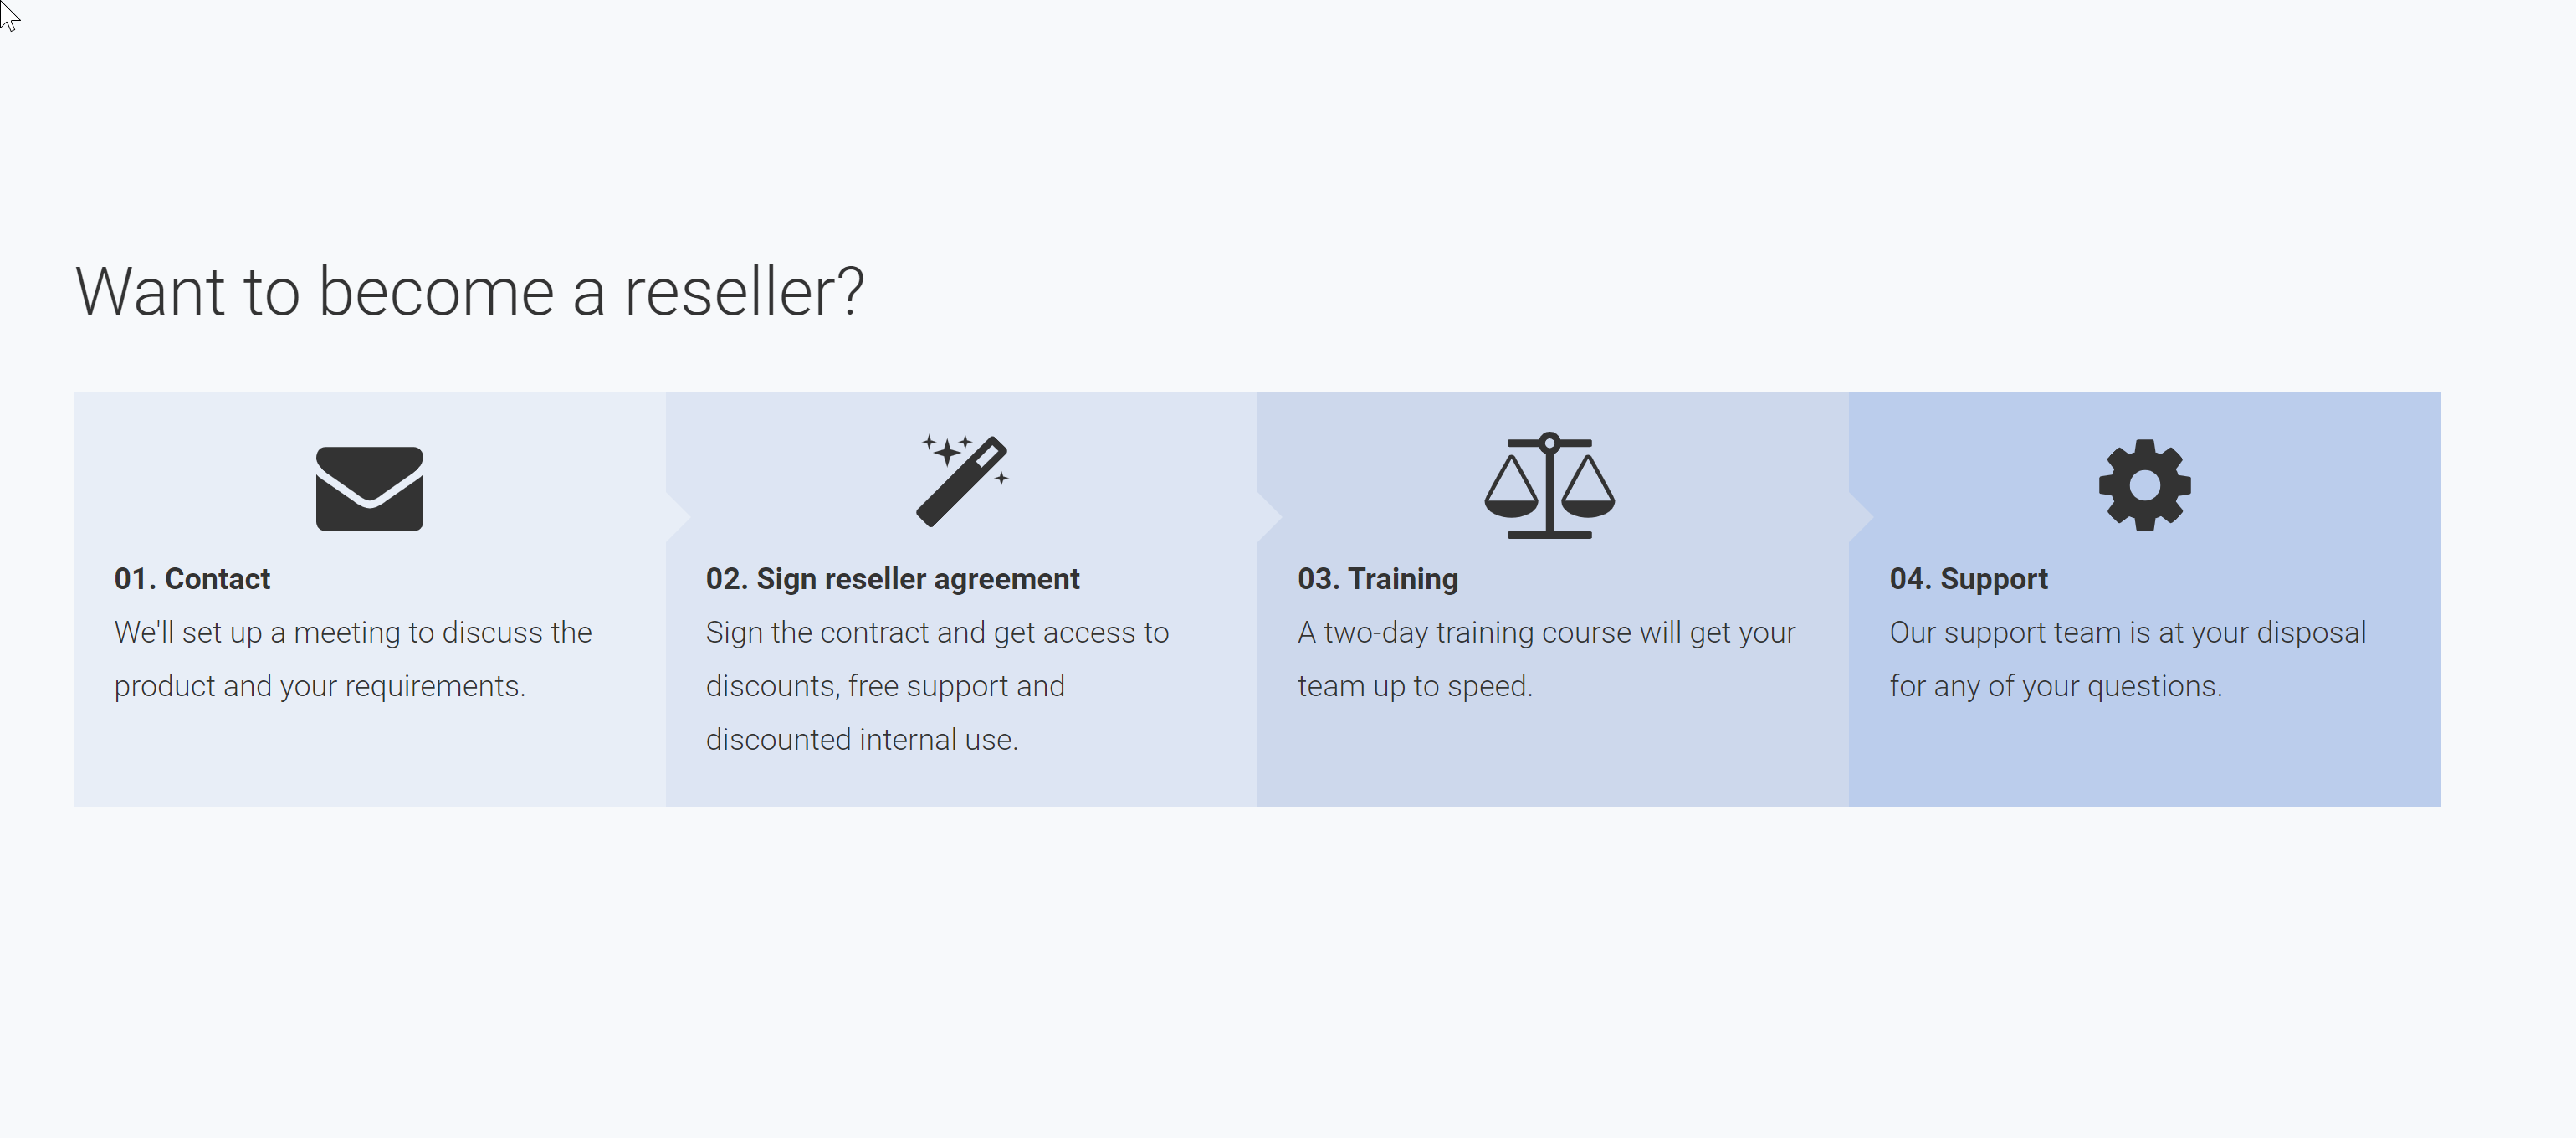 Want to become a reseller?
01. Contact
We'll set up a meeting to discuss the
product and your requirements.
02. Sign reseller agreement
Sign the contract and get access to
discounts, free support and
discounted internal use.
03. Training
A two-day training course will get your
team up to speed.
04. Support
Our support team is at your disposal
for any of your questions.